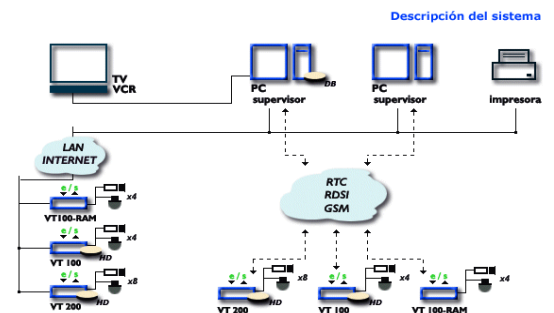 Descripción del sistema
TV
VCR
PC
supervisor
DB
PC
supervisor
impresora
LAN
INTERNET
RTC
RDSI
GSM
e / s
x4
VT100-RAM
e / s
x4
VT 100
HD
e / s
x8
VT 200
HD
e / s
x8
VT 200
HD
e / s
x4
VT 100
HD
e / s
x4
VT 100-RAM